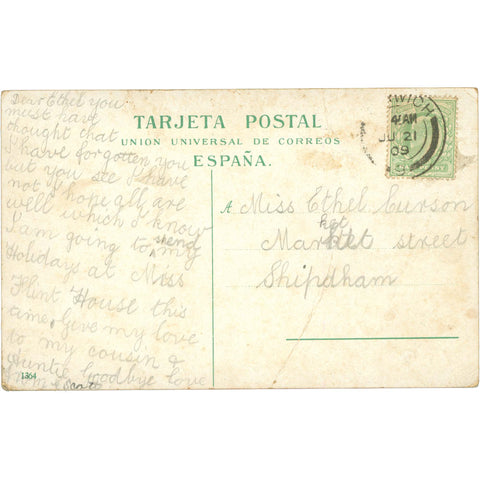 Dear Ethel you
must have
thought that
I have forgotten you
but you see I have
not I hope all are
well which I know
I am going to spend my
Holidays at Miss
Flint House this
time, Give my love
to my cousin &
Auntie Goodbye love
from
1364
TARJETA POSTAL
UNION UNIVERSAL DE CORREOS
ESPAÑA.
WICH
AM
JU 21
09
A Miss Ethel Curson
ket
Market street
Shipdham